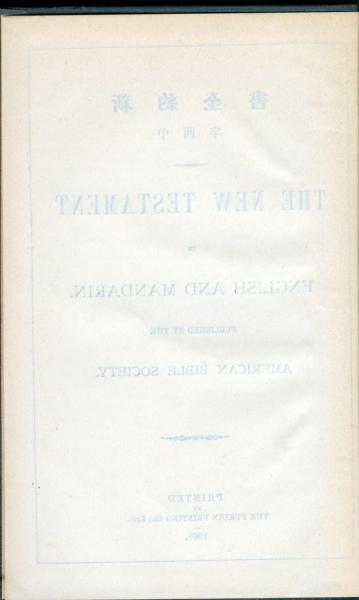 新約全書
中西字
THE NEW TESTAMENT
IN
ENGLISH AND MANDARIN.
PUBLISHED BY THE
AMERICAN BIBLE SOCIETY.
PRINTED
BY
THE FUKUIN PRINTING Co., Ltd.
1908.